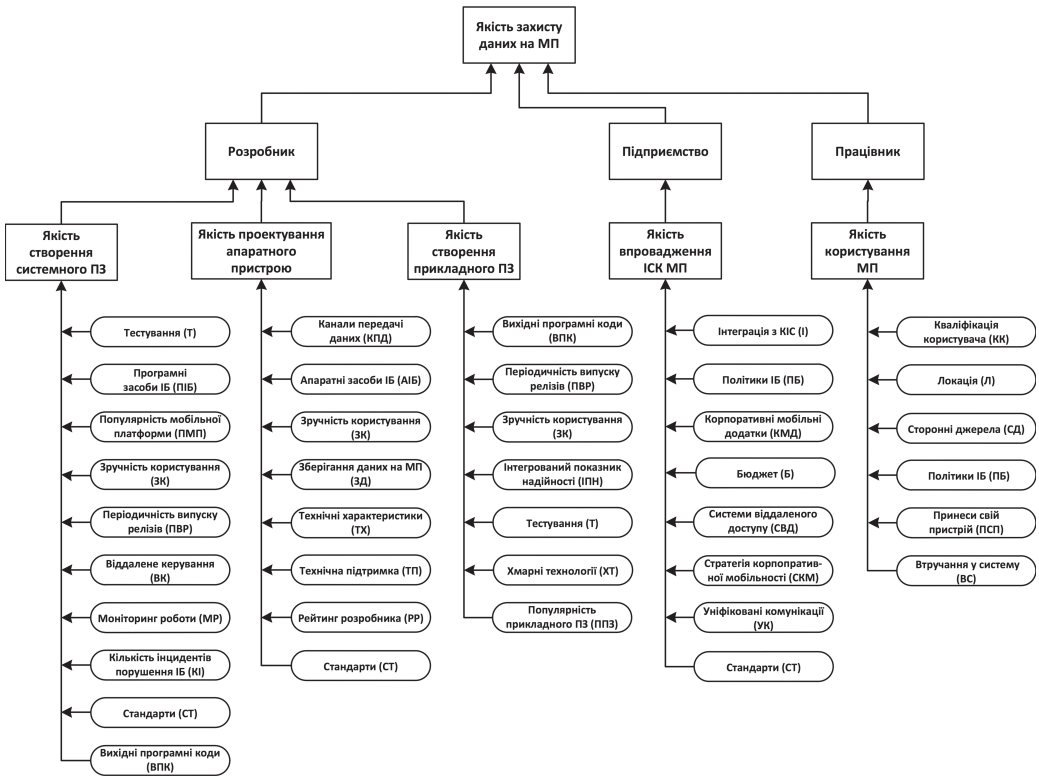 Якість захисту
даних на МП
Розробник
Підприємство
Працівник
Якість
створення
системного ПЗ
Якість проектування
апаратного
пристрою
Якість
створення
прикладного ПЗ
Якість
впровадження
ІСК МП
Якість
користування
МП
Тестування (Т)
Програмні
засоби ІБ (ПІБ)
Популярність мобільної
платформи (ПМП)
Зручність користування
(ЗК)
Періодичність випуску
релізів (ПВР)
Віддалене керування
(ВК)
Моніторинг роботи (МР)
Кількість інцидентів
порушення ІБ (КІ)
Стандарти (СТ)
Вихідні програмні коди
(ВПК)
Канали передачі
даних (КПД)
Апаратні засоби ІБ (АІБ)
Зручність користування
(ЗК)
Зберігання даних на МП
(ЗД)
Технічні характеристики
(ТХ)
Технічна підтримка (ТП)
Рейтинг розробника (РР)
Стандарти (СТ)
Вихідні програмні коди
(ВПК)
Періодичність випуску
релізів (ПВР)
Зручність користування
(ЗК)
Інтегрований показник
надійності (ІПН)
Тестування (Т)
Хмарні технології (ХТ)
Популярність
прикладного ПЗ (ППЗ)
Інтеграція з КІС (І)
Політики ІБ (ПБ)
Корпоративні мобільні
додатки (КМД)
Бюджет (Б)
Системи віддаленого
доступу (СВД)
Стратегія корпоратив-
ної мобільності (СКМ)
Уніфіковані комунікації
(УК)
Стандарти (СТ)
Кваліфікація
користувача (КК)
Локація (Л)
Сторонні джерела (СД)
Політики ІБ (ПБ)
Принеси свій
пристрій (ПСП)
Втручання у систему
(ВС)